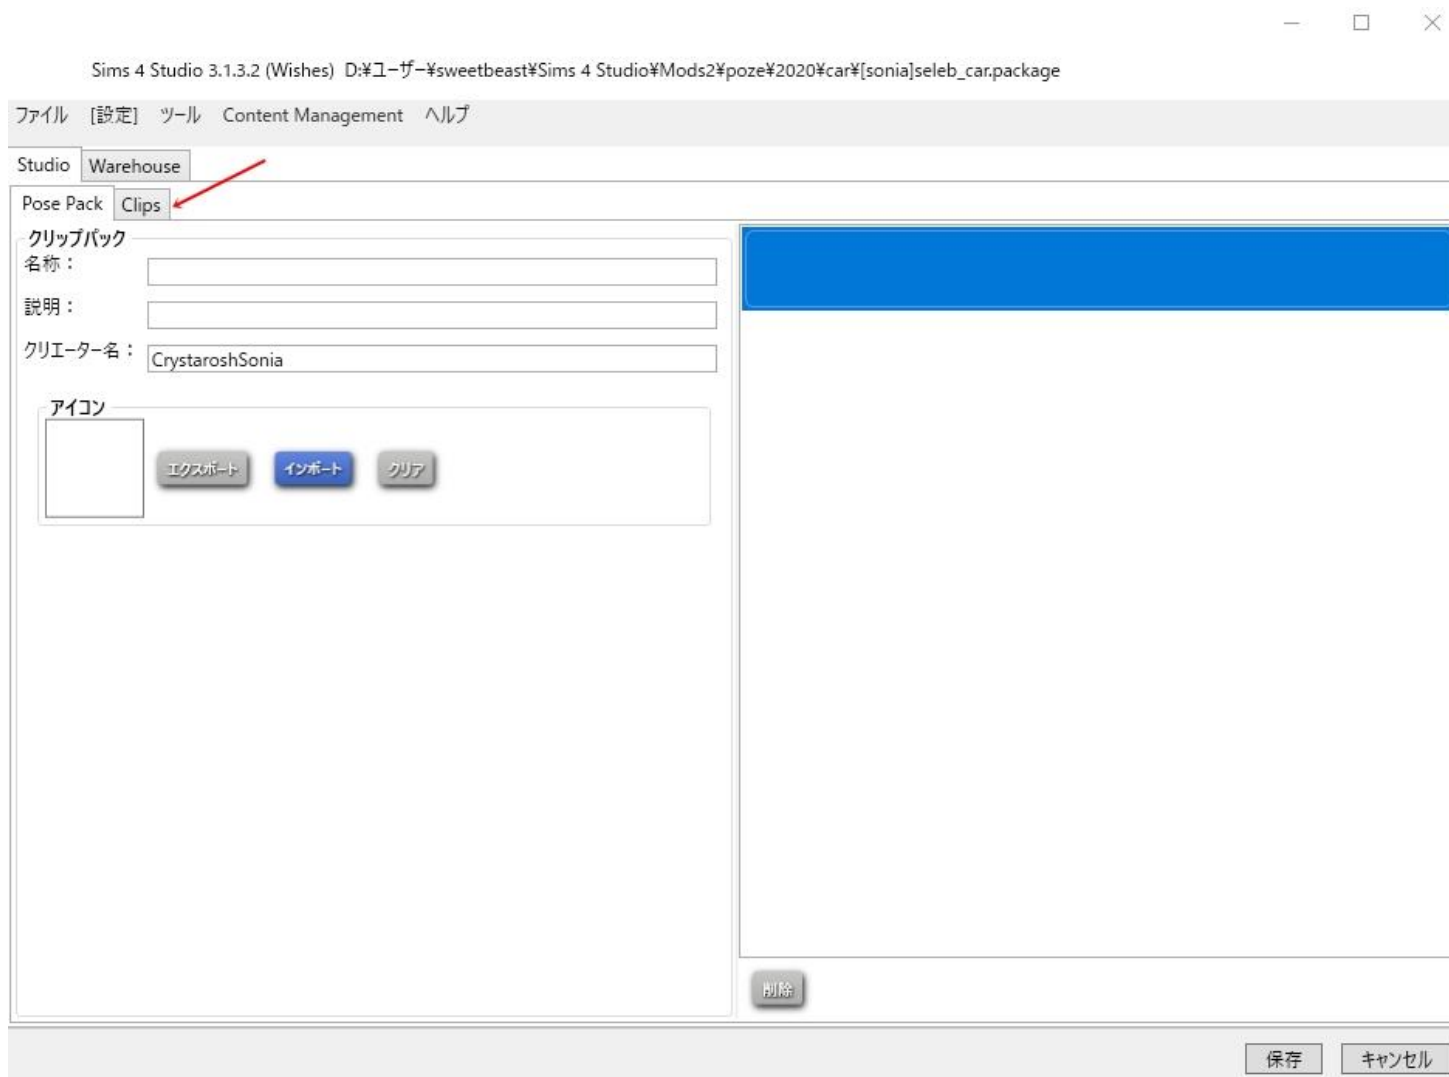 Sims 4 Studio 3.1.3.2 (Wishes) D:¥ユーザー¥sweetbeast¥Sims 4 Studio¥Mods2¥poze¥2020¥car¥[sonia]seleb_car.package
ファイル [設定] ツール Content Management ヘルプ
Studio Warehouse
Pose Pack Clips
クリップパック
名称：
説明：
クリエーター名： CrystaroshSonia
アイコン
エクスポート インポート クリア
削除
保存 キャンセル